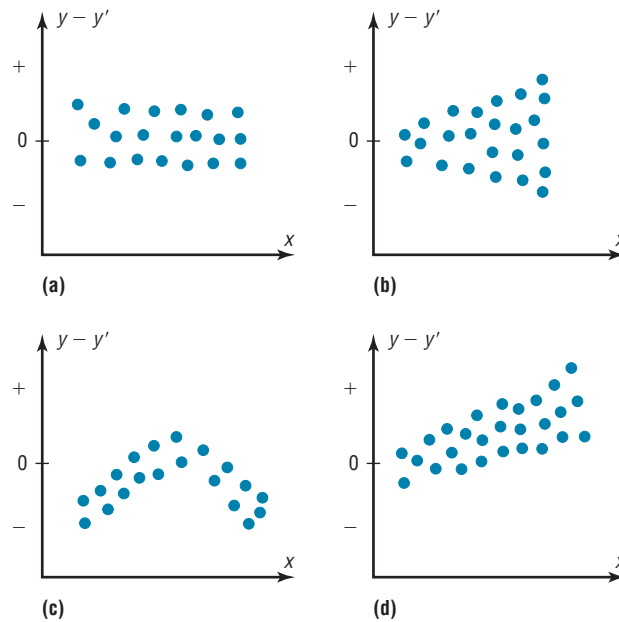 y – y′
+
0
–
x
(a)
y – y′
+
0
–
x
(b)
y – y′
+
0
–
x
(c)
y – y′
+
0
–
x
(d)